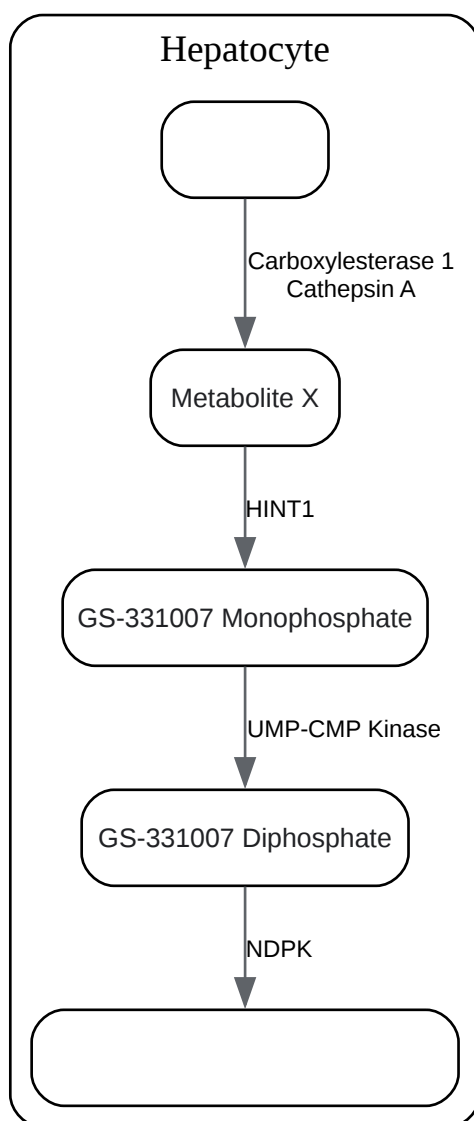 Hepatocyte
Carboxylesterase 1
Cathepsin A
Metabolite X
HINT1
GS-331007 Monophosphate
UMP-CMP Kinase
GS-331007 Diphosphate
NDPK